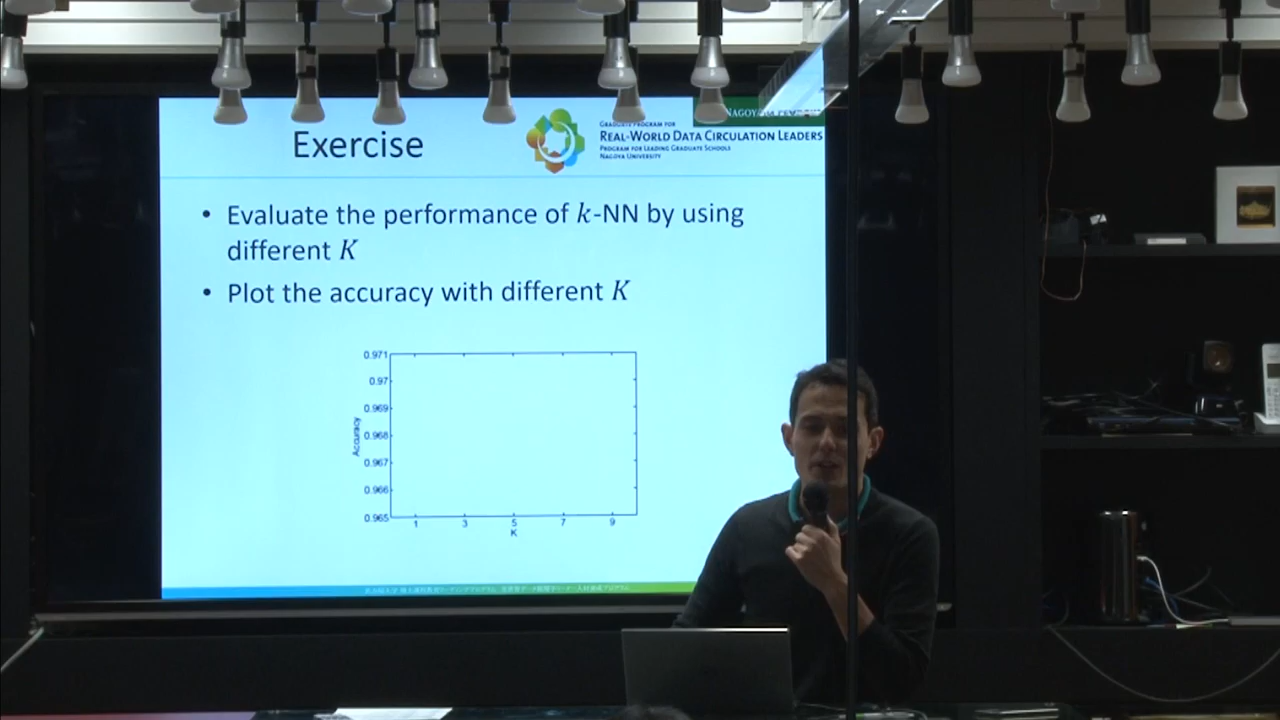 Exercise
NAGOYA
GRADUATE PROGRAM FOR
REAL-WORLD DATA CIRCULATION LEADERS
PROGRAM FOR LEADING GRADUATE SCHOOLS
NAGOYA UNIVERSITY
• Evaluate the performance of k-NN by using
different K
• Plot the accuracy with different K
0.971
0.97
0.969
0.968
0.967
0.966
0.965
Accuracy
1 3 5 7 9
K